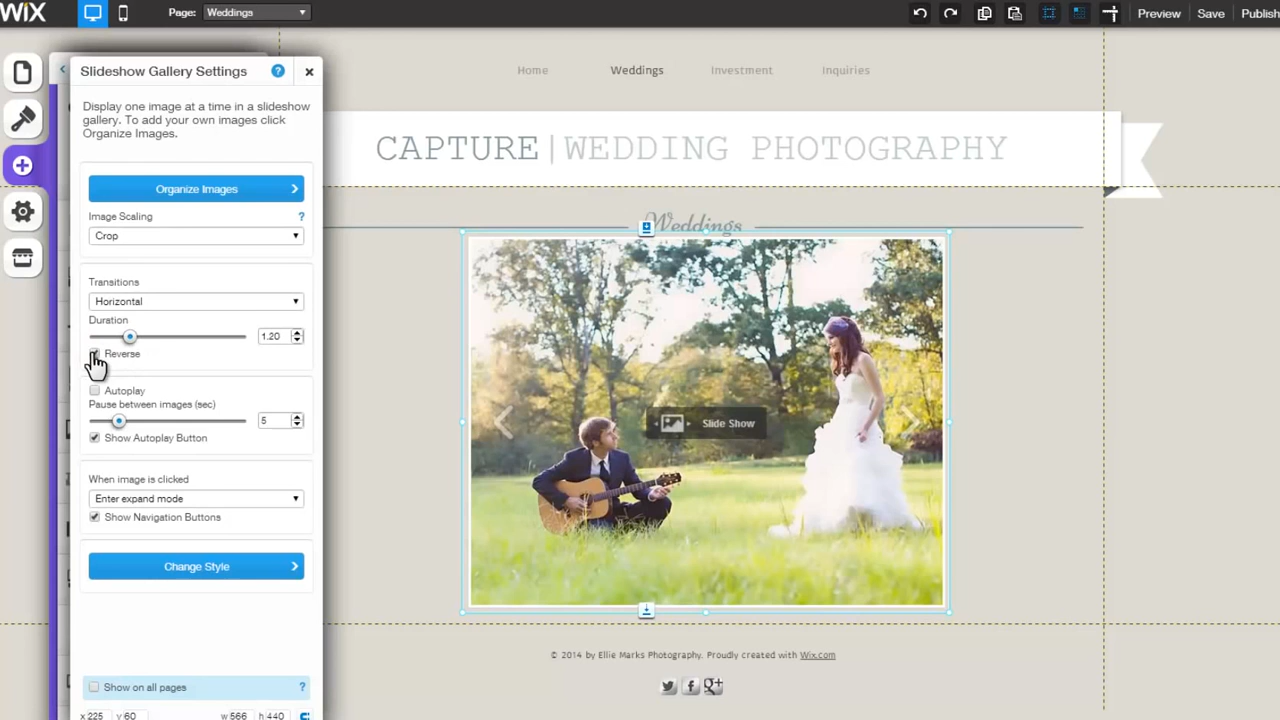 WiX
Page: Weddings
Preview Save Publish
Slideshow Gallery Settings ?
Display one image at a time in a slideshow
gallery. To add your own images click
Organize Images.
Organize Images
Image Scaling ?
Crop
Transitions
Horizontal
Duration
1.20
Reverse
Autoplay
Pause between images (sec)
5
Show Autoplay Button
When image is clicked
Enter expand mode
Show Navigation Buttons
Change Style
Show on all pages ?
x 225 y 60 w 566 h 440
Home Weddings Investment Inquiries
CAPTURE|WEDDING PHOTOGRAPHY
Weddings
Slide Show
© 2014 by Ellie Marks Photography. Proudly created with Wix.com